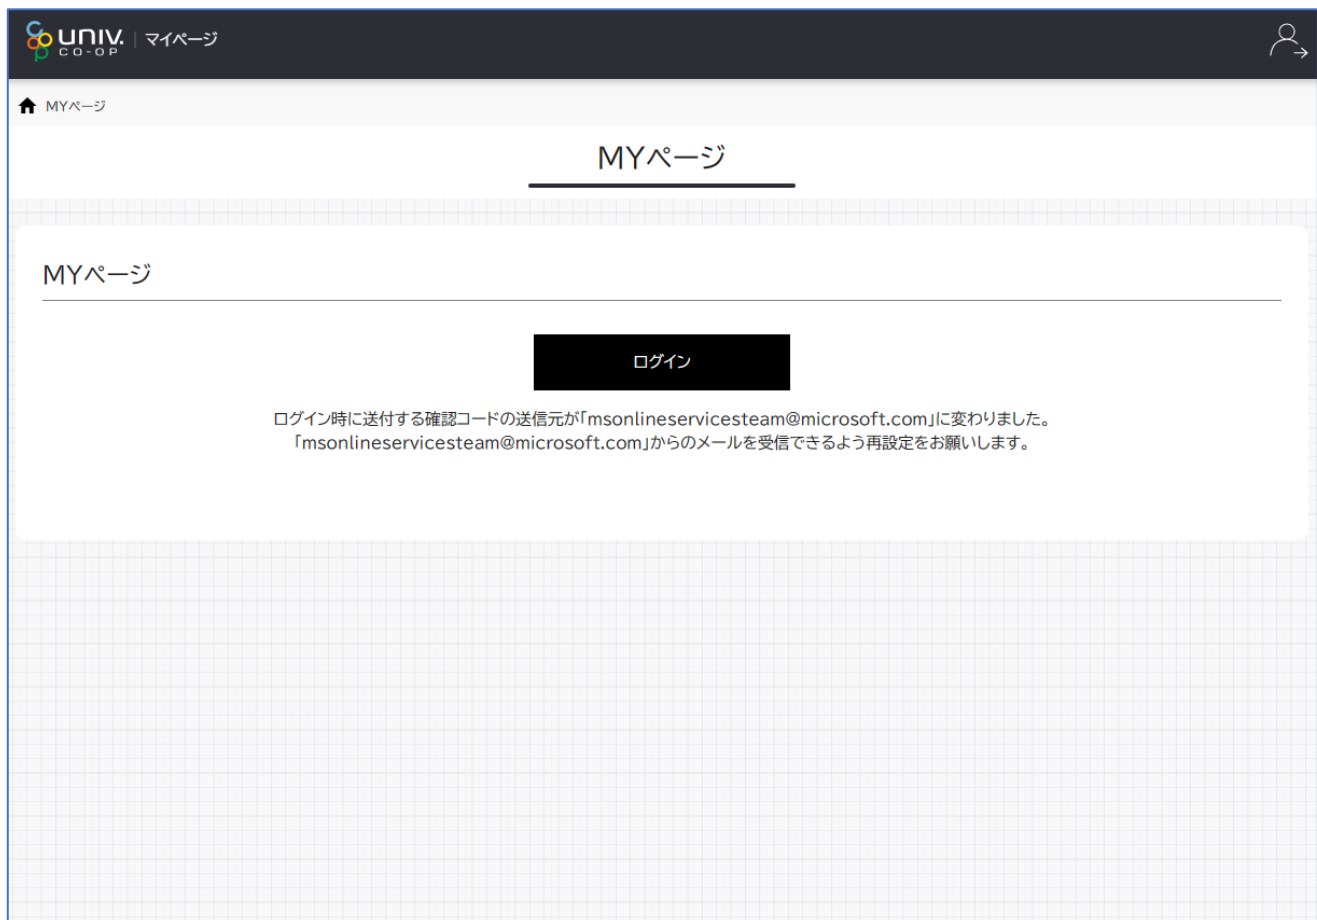 UNIV. CO-OP | マイページ
MYページ
MYページ
MYページ
ログイン
ログイン時に送付する確認コードの送信元が「msonlineservicesteam@microsoft.com」に変わりました。
「msonlineservicesteam@microsoft.com」からのメールを受信できるよう再設定をお願いします。